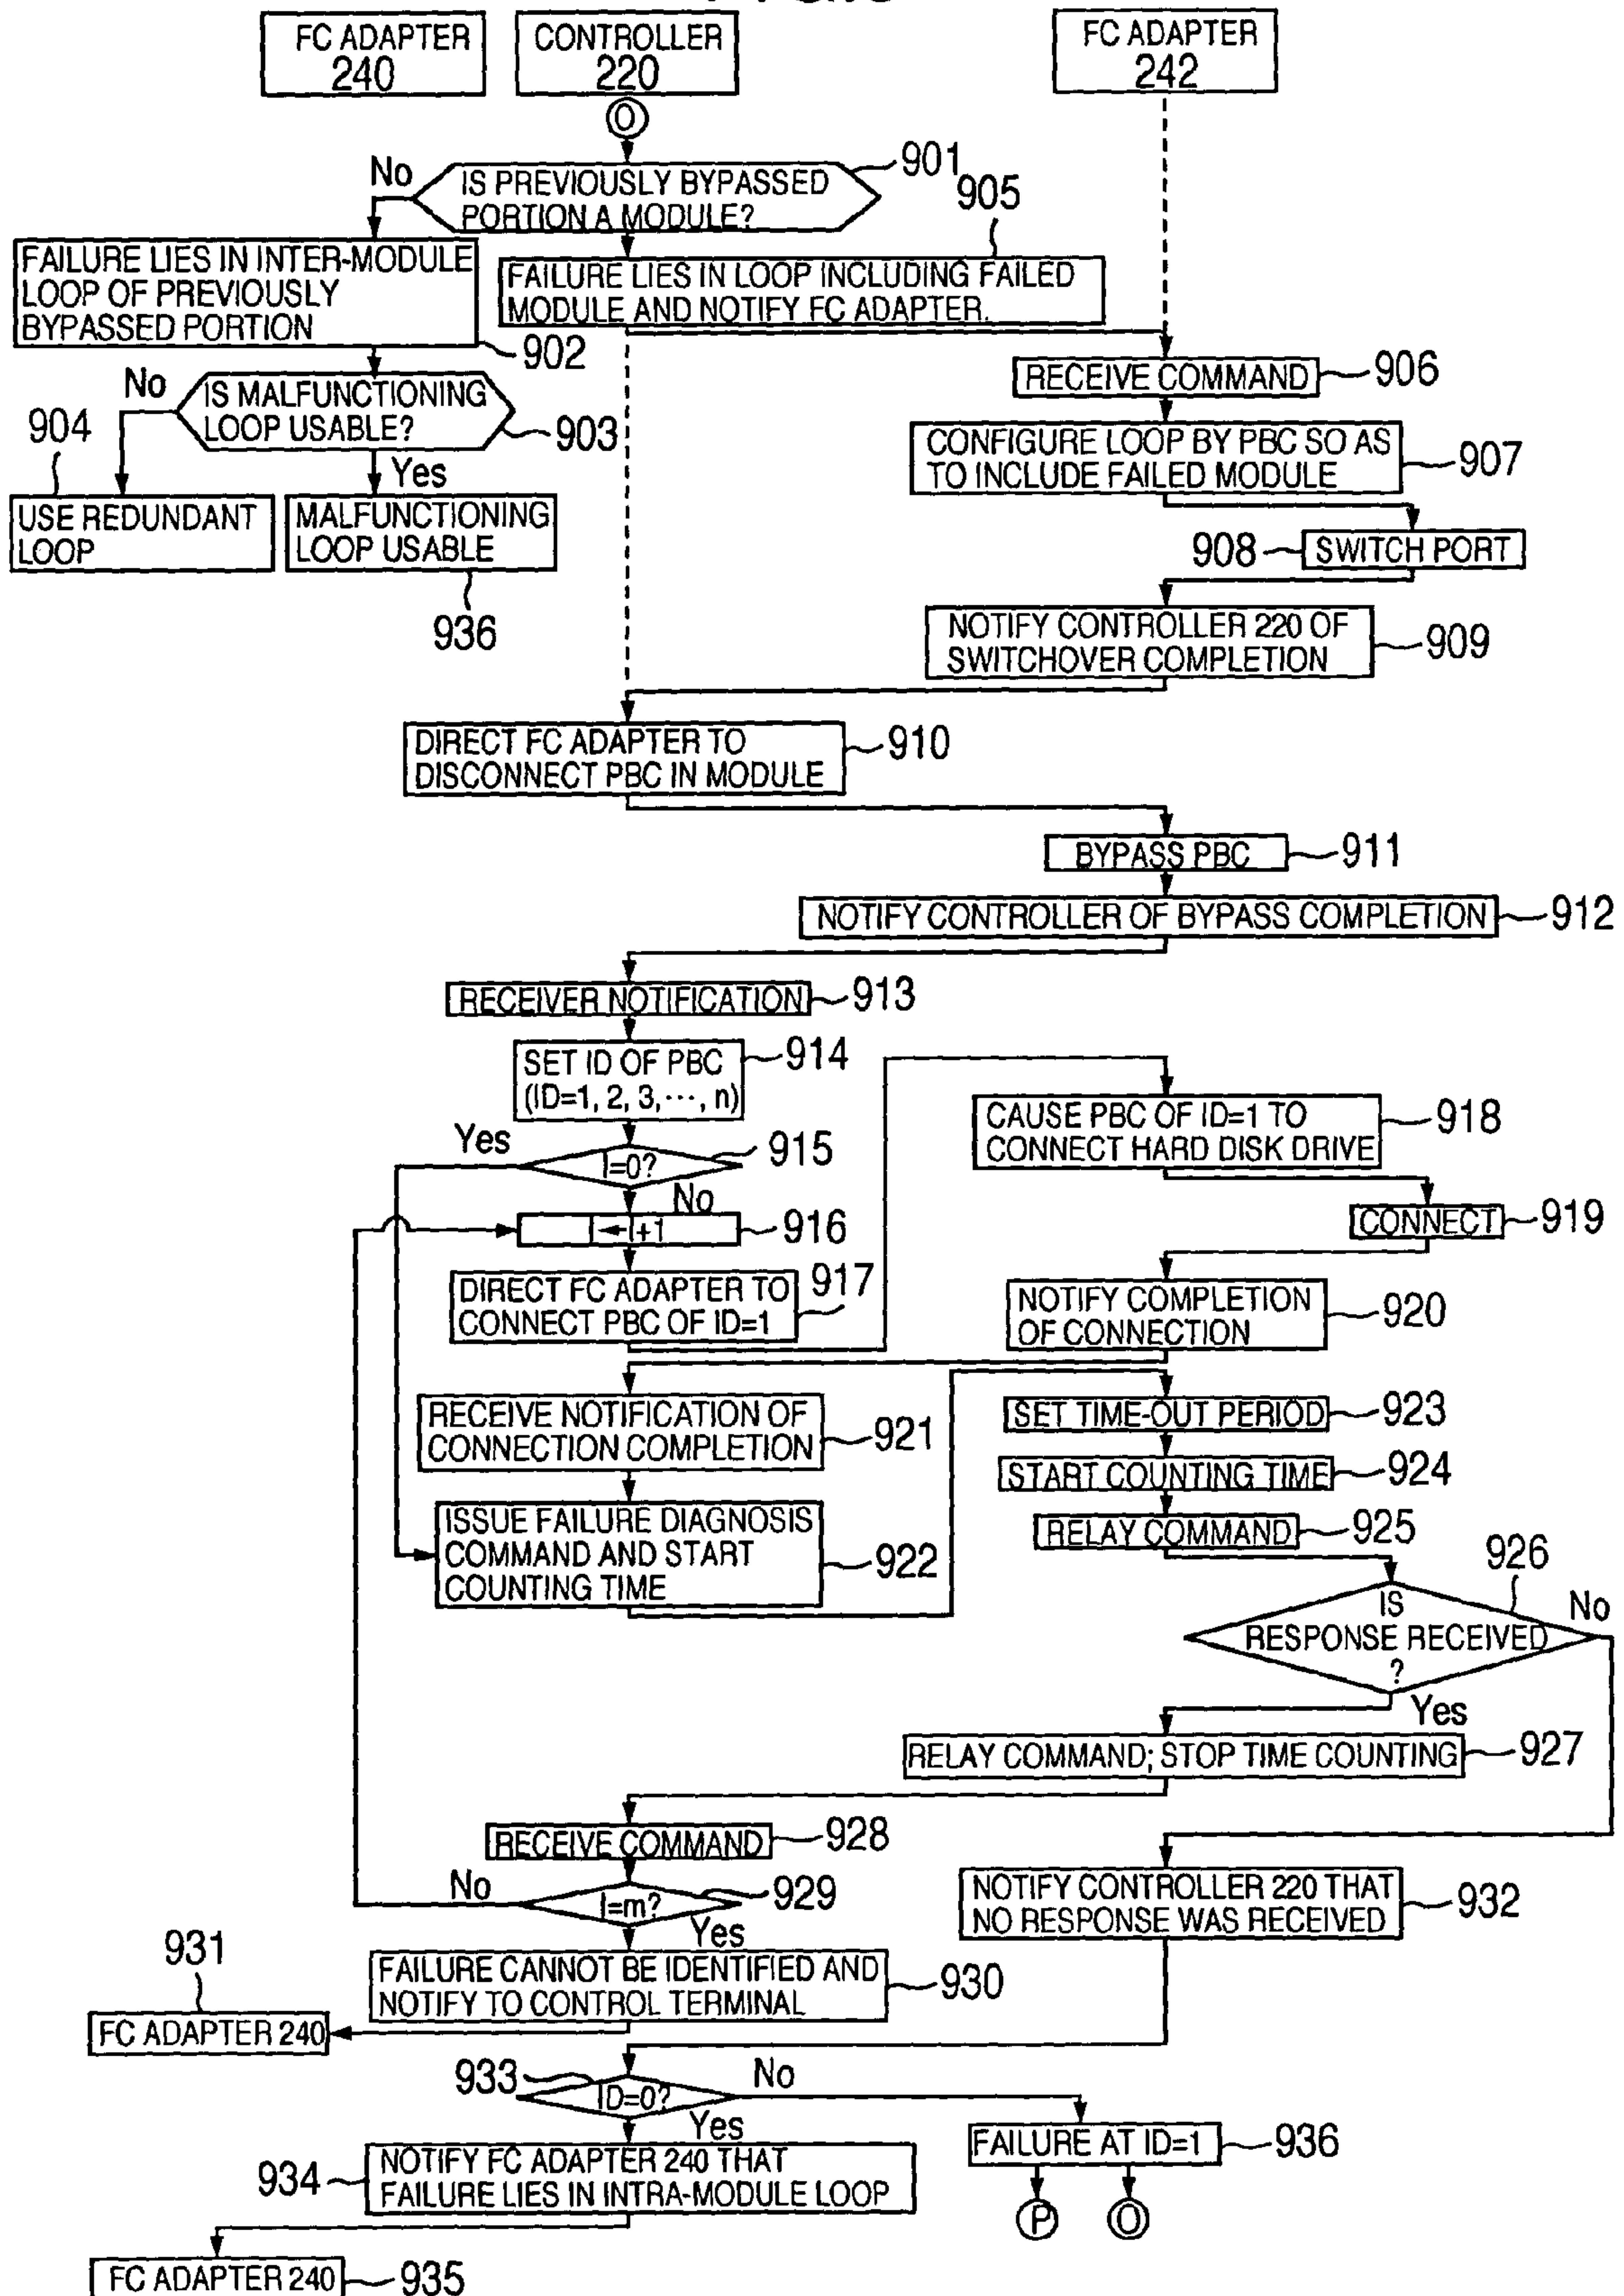 FC ADAPTER
240
CONTROLLER
220
FC ADAPTER
242
O
No
IS PREVIOUSLY BYPASSED
PORTION A MODULE?
901
905
FAILURE LIES IN INTER-MODULE
LOOP OF PREVIOUSLY
BYPASSED PORTION
902
FAILURE LIES IN LOOP INCLUDING FAILED
MODULE AND NOTIFY FC ADAPTER.
RECEIVE COMMAND
906
No
IS MALFUNCTIONING
LOOP USABLE?
903
904
Yes
CONFIGURE LOOP BY PBC SO AS
TO INCLUDE FAILED MODULE
907
USE REDUNDANT
LOOP
MALFUNCTIONING
LOOP USABLE
936
908
SWITCH PORT
NOTIFY CONTROLLER 220 OF
SWITCHOVER COMPLETION
909
DIRECT FC ADAPTER TO
DISCONNECT PBC IN MODULE
910
BYPASS PBC
911
NOTIFY CONTROLLER OF BYPASS COMPLETION
912
RECEIVER NOTIFICATION
913
SET ID OF PBC
(ID=1, 2, 3, ···, n)
914
CAUSE PBC OF ID=1 TO
CONNECT HARD DISK DRIVE
918
Yes
I=0?
915
No
I←I+1
916
CONNECT
919
DIRECT FC ADAPTER TO
CONNECT PBC OF ID=1
917
NOTIFY COMPLETION
OF CONNECTION
920
RECEIVE NOTIFICATION OF
CONNECTION COMPLETION
921
SET TIME-OUT PERIOD
923
START COUNTING TIME
924
ISSUE FAILURE DIAGNOSIS
COMMAND AND START
COUNTING TIME
922
RELAY COMMAND
925
926
IS
RESPONSE RECEIVED
?
No
Yes
RELAY COMMAND; STOP TIME COUNTING
927
RECEIVE COMMAND
928
No
I=m?
929
Yes
NOTIFY CONTROLLER 220 THAT
NO RESPONSE WAS RECEIVED
932
931
FAILURE CANNOT BE IDENTIFIED AND
NOTIFY TO CONTROL TERMINAL
930
FC ADAPTER 240
933
ID=0?
No
Yes
FAILURE AT ID=1
936
934
NOTIFY FC ADAPTER 240 THAT
FAILURE LIES IN INTRA-MODULE LOOP
P
O
FC ADAPTER 240
935